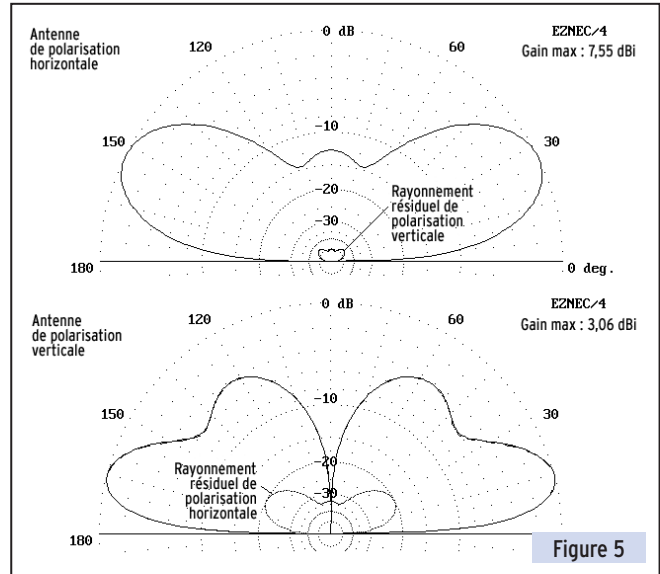 Antenne
de polarisation
horizontale
0 dB
EZNEC/4
Gain max : 7,55 dBi
120
60
150
30
-10
-20
-30
Rayonnement
résiduel de
polarisation
verticale
180
0 deg.
Antenne
de polarisation
verticale
0 dB
EZNEC/4
Gain max : 3,06 dBi
120
60
150
30
-10
-20
-30
Rayonnement
résiduel de
polarisation
horizontale
180
Figure 5